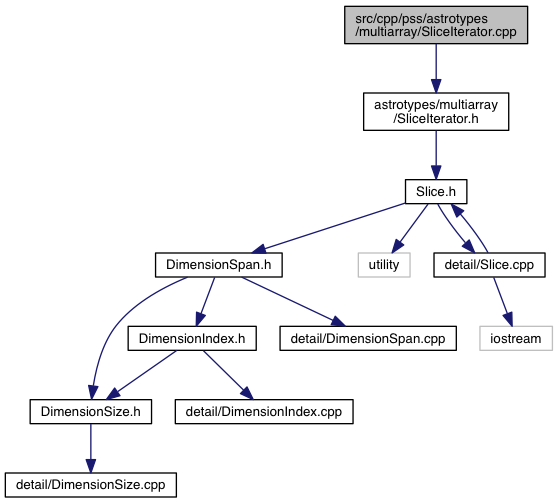 src/cpp/pss/astrotypes
/multiarray/SliceIterator.cpp
astrotypes/multiarray
/SliceIterator.h
Slice.h
DimensionSpan.h
utility
detail/Slice.cpp
DimensionIndex.h
detail/DimensionSpan.cpp
iostream
DimensionSize.h
detail/DimensionIndex.cpp
detail/DimensionSize.cpp